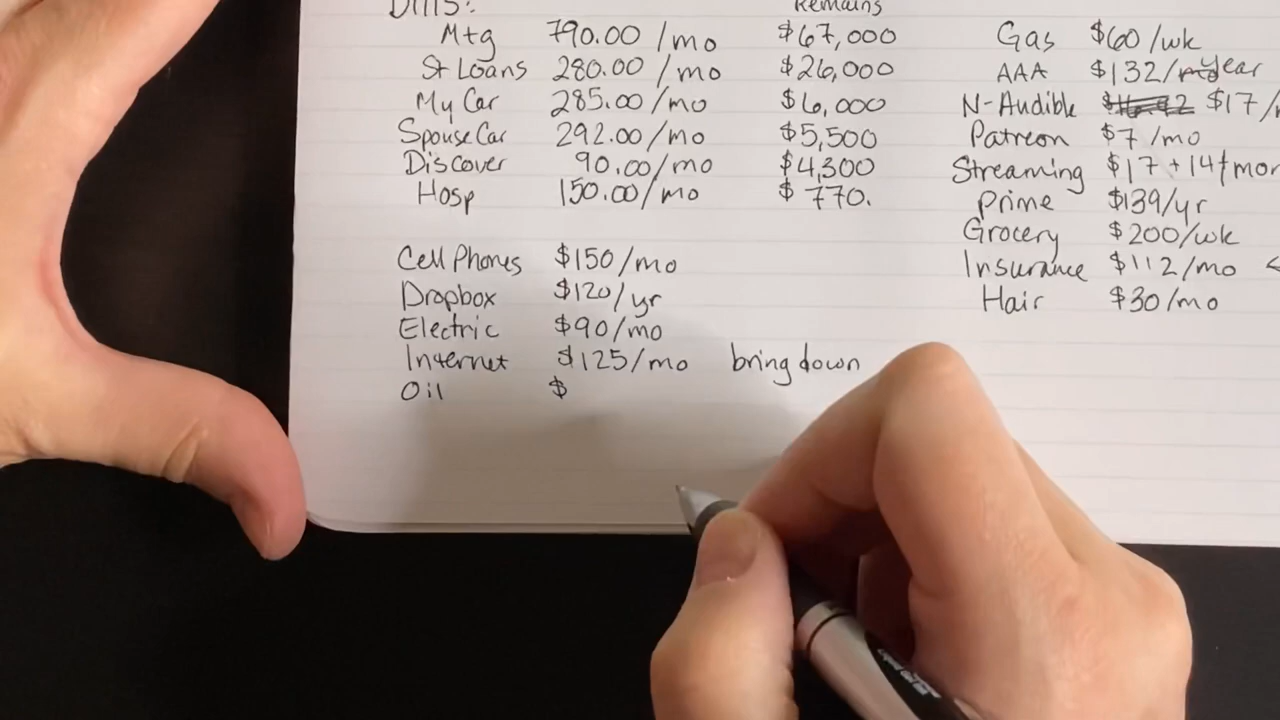 Bills:
Remains
Mtg 790.00 /mo $67,000
St Loans 280.00 /mo $26,000
My Car 285.00/mo $6,000
Spouse Car 292.00/mo $5,500
Discover 90.00/mo $4,300
Hosp 150.00/mo $ 770.
Cell Phones $150/mo
Dropbox $120/yr
Electric $90/mo
Internet $125/mo bring down
Oil $
Gas $60/wk
AAA $132/year
N-Audible $17/
Patreon $7/mo
Streaming $17 + 14/mon
Prime $139/yr
Grocery $200/wk
Insurance $112/mo <
Hair $30/mo